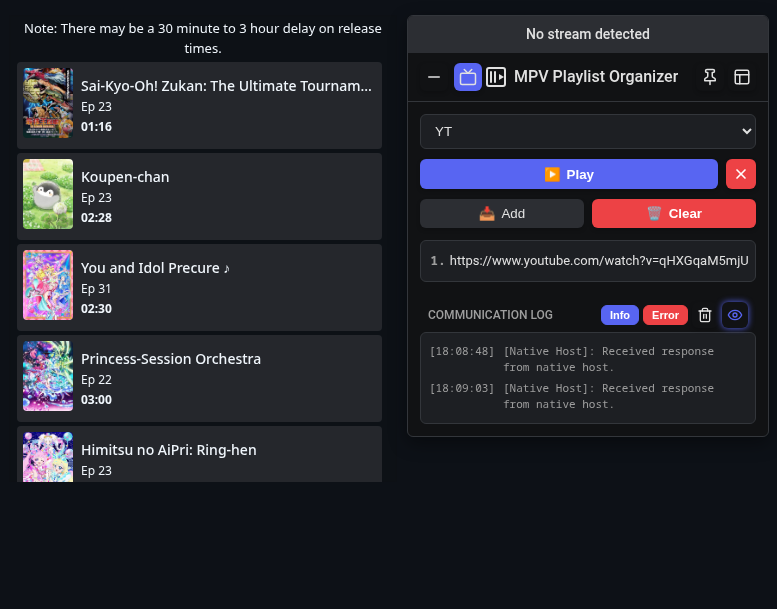 Note: There may be a 30 minute to 3 hour delay on release
times.
Sai-Kyo-Oh! Zukan: The Ultimate Tournam...
Ep 23
01:16
Koupen-chan
Ep 23
02:28
You and Idol Precure ♪
Ep 31
02:30
Princess-Session Orchestra
Ep 22
03:00
Himitsu no AiPri: Ring-hen
Ep 23
No stream detected
MPV Playlist Organizer
YT
Play
Add
Clear
1. https://www.youtube.com/watch?v=qHXGqaM5mjU
COMMUNICATION LOG
Info
Error
[18:08:48] [Native Host]: Received response
from native host.
[18:09:03] [Native Host]: Received response
from native host.